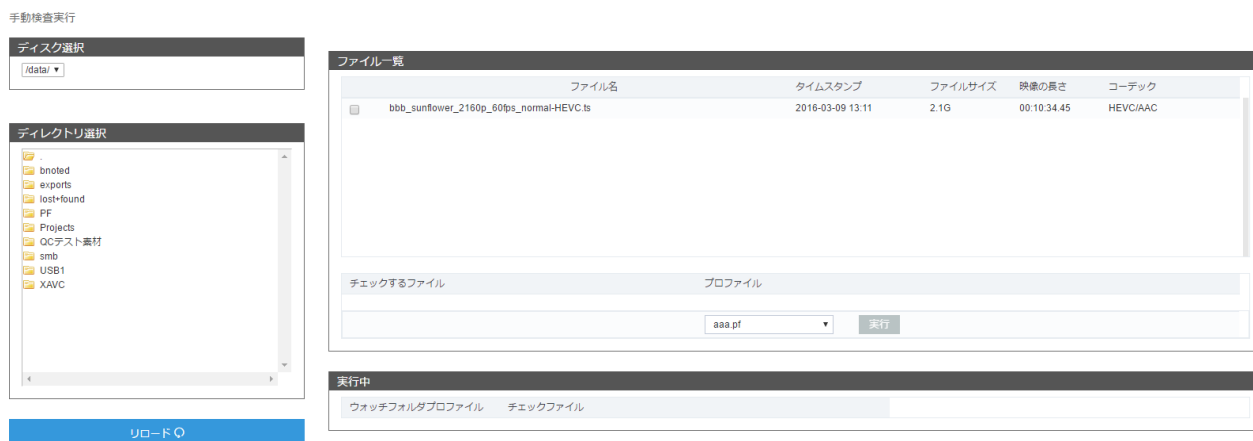 手動検査実行
ディスク選択
/data/
ディレクトリ選択
.
bnoted
exports
lost+found
PF
Projects
QCテスト素材
smb
USB1
XAVC
リロード
ファイル一覧
ファイル名 タイムスタンプ ファイルサイズ 映像の長さ コーデック
bbb_sunflower_2160p_60fps_normal-HEVC.ts 2016-03-09 13:11 2.1G 00:10:34.45 HEVC/AAC
チェックするファイル プロファイル
aaa.pf 実行
実行中
ウォッチフォルダプロファイル チェックファイル